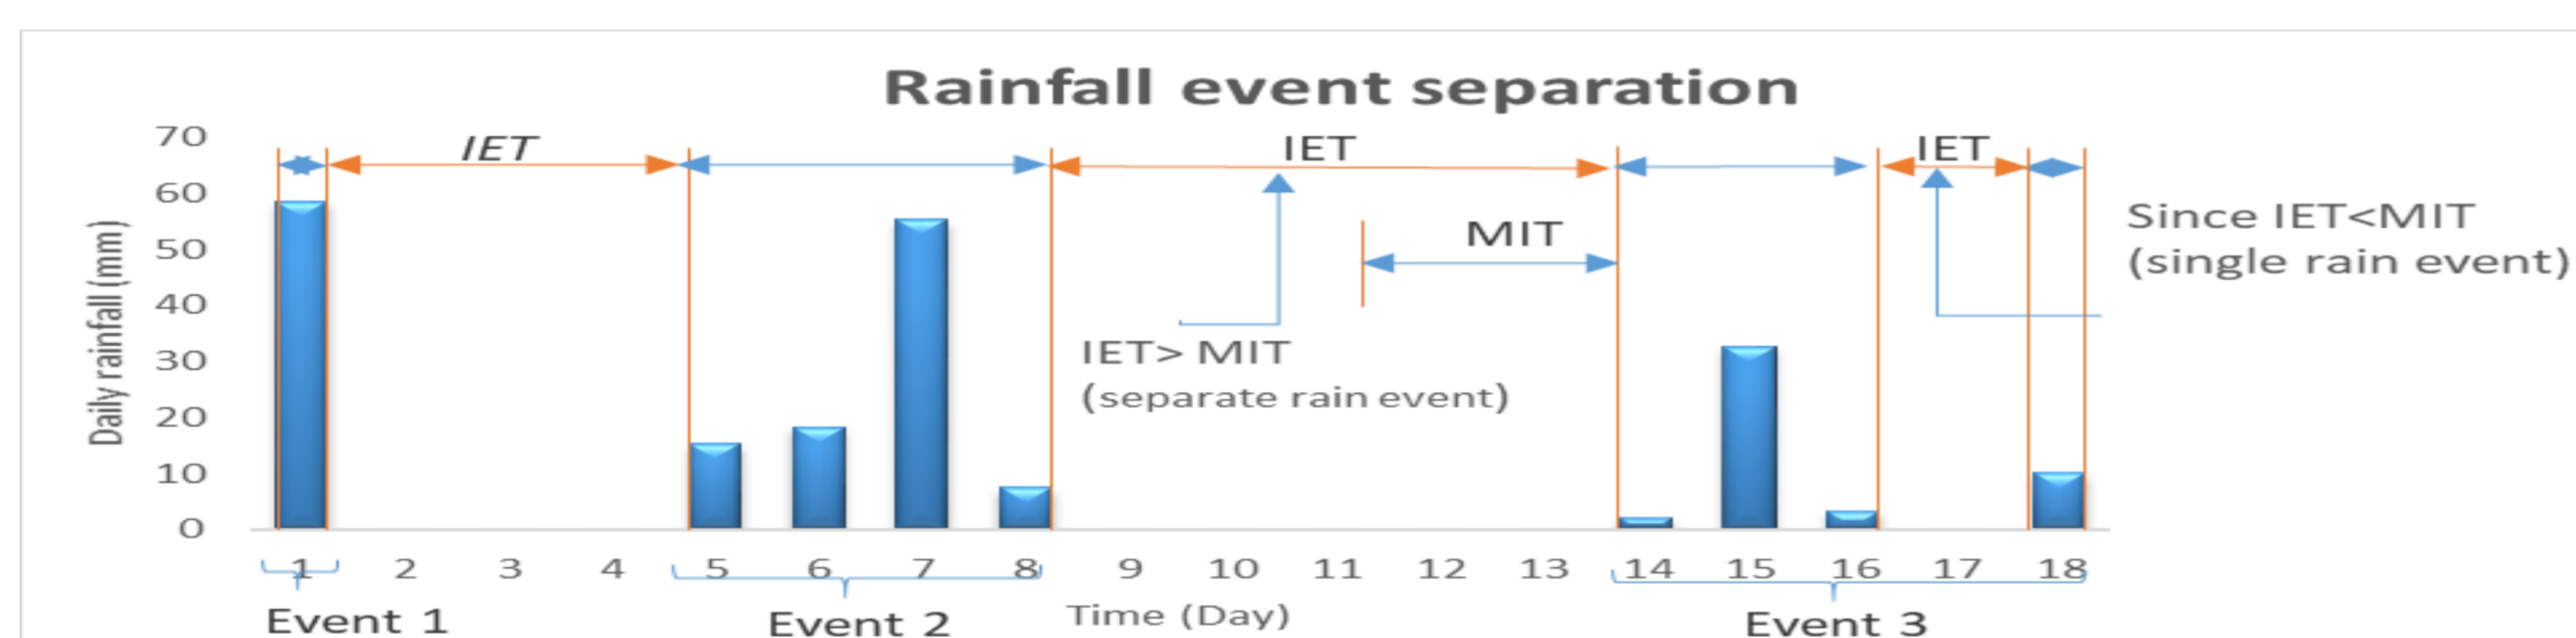 Rainfall event separation
70
60
50
40
30
20
10
0
Daily rainfall (mm)
IET
IET
IET
MIT
Since IET<MIT
(single rain event)
IET> MIT
(separate rain event)
1 2 3 4 5 6 7 8 9 10 11 12 13 14 15 16 17 18
Event 1
Event 2
Time (Day)
Event 3